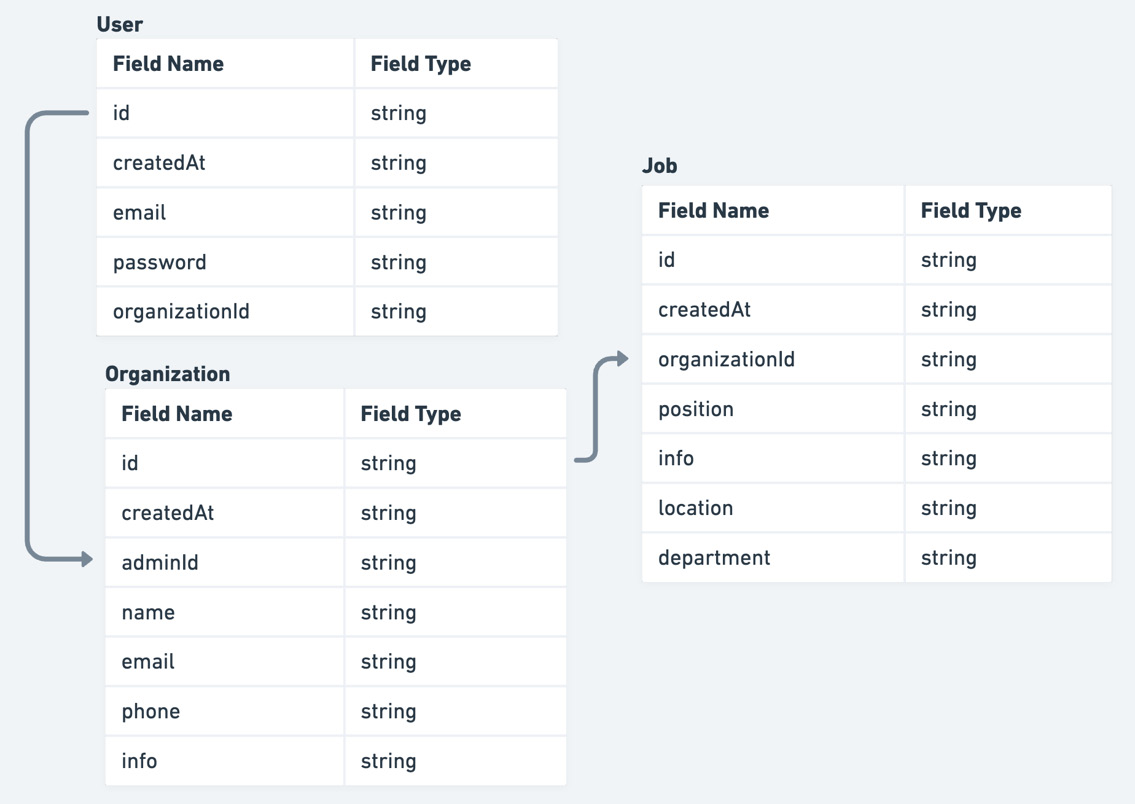 User
Field Name Field Type
id string
createdAt string
email string
password string
organizationId string
Organization
Field Name Field Type
id string
createdAt string
adminId string
name string
email string
phone string
info string
Job
Field Name Field Type
id string
createdAt string
organizationId string
position string
info string
location string
department string